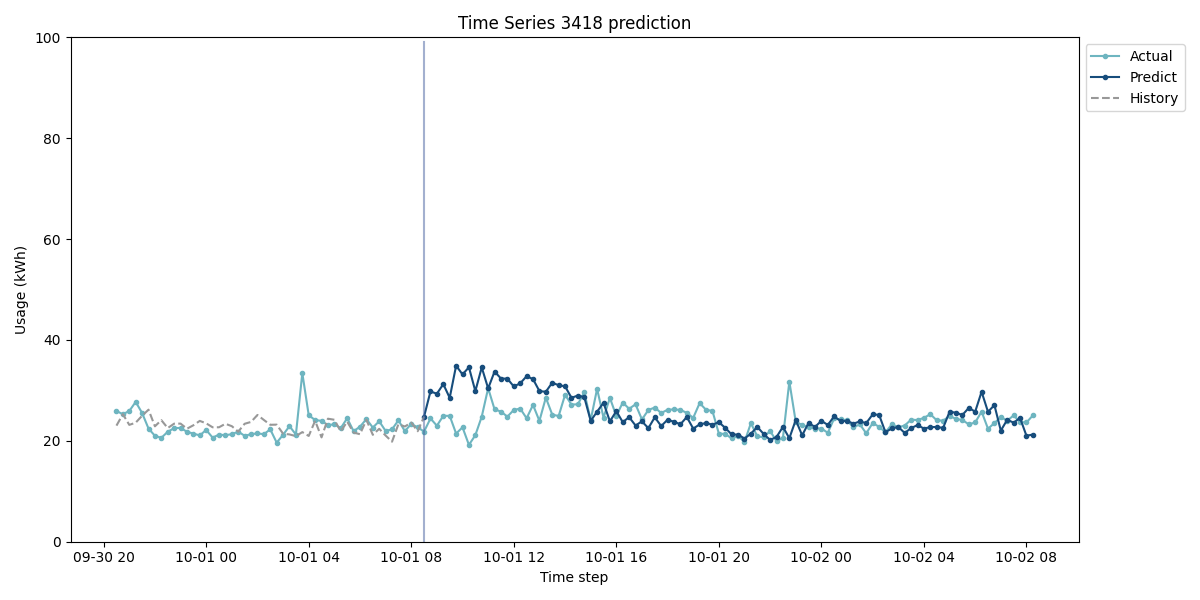 Time Series 3418 prediction
100
80
60
40
20
0
Usage (kWh)
09-30 20
10-01 00
10-01 04
10-01 08
10-01 12
10-01 16
10-01 20
10-02 00
10-02 04
10-02 08
Time step
Actual
Predict
History